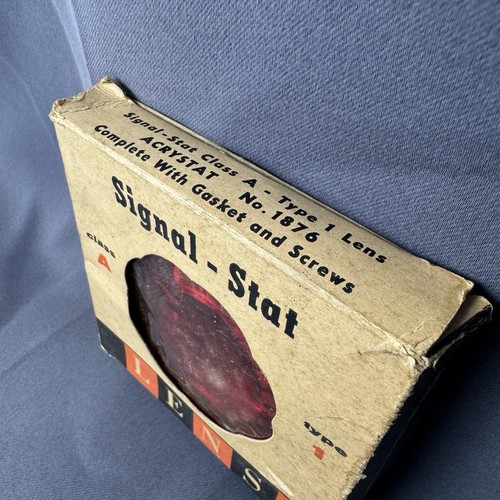 Signal-Stat Class A - Type 1 Lens
ACRYSTAT No. 1876
Complete With Gasket and Screws
Signal - Stat
class
A
type
1
LENS